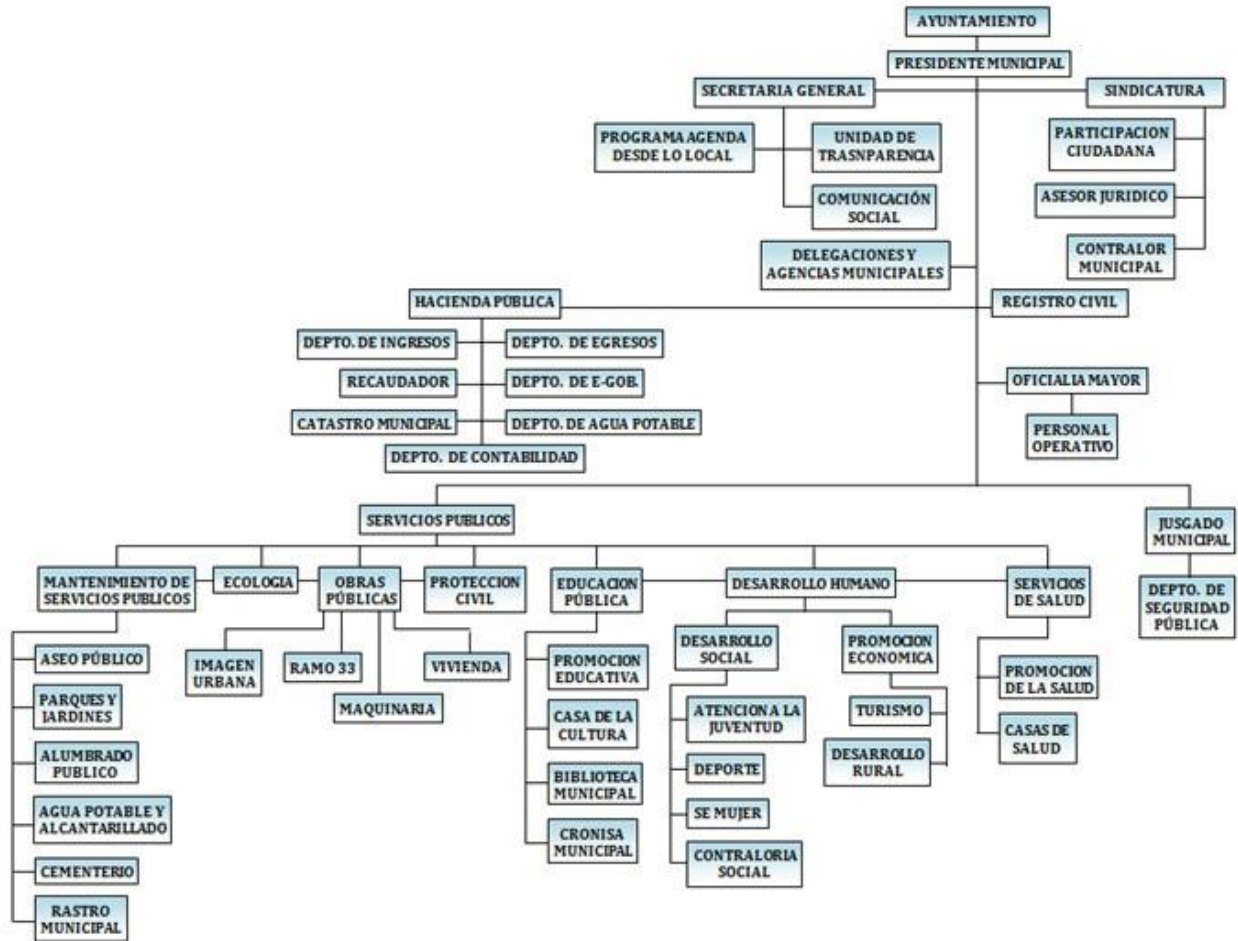 AYUNTAMIENTO
PRESIDENTE MUNICIPAL
SECRETARIA GENERAL
SINDICATURA
PROGRAMA AGENDA
DESDE LO LOCAL
UNIDAD DE
TRASNPARENCIA
PARTICIPACION
CIUDADANA
COMUNICACIÓN
SOCIAL
ASESOR JURIDICO
DELEGACIONES Y
AGENCIAS MUNICIPALES
CONTRALOR
MUNICIPAL
HACIENDA PÚBLICA
REGISTRO CIVIL
DEPTO. DE INGRESOS
DEPTO. DE EGRESOS
RECAUDADOR
DEPTO. DE E-GOB.
OFICIALIA MAYOR
CATASTRO MUNICIPAL
DEPTO. DE AGUA POTABLE
PERSONAL
OPERATIVO
DEPTO. DE CONTABILIDAD
SERVICIOS PUBLICOS
JUSGADO
MUNICIPAL
MANTENIMIENTO DE
SERVICIOS PUBLICOS
ECOLOGIA
OBRAS
PÚBLICAS
PROTECCION
CIVIL
EDUCACION
PÚBLICA
DESARROLLO HUMANO
SERVICIOS
DE SALUD
DEPTO. DE
SEGURIDAD
PÚBLICA
ASEO PÚBLICO
PARQUES Y
JARDINES
ALUMBRADO
PUBLICO
AGUA POTABLE Y
ALCANTARILLADO
CEMENTERIO
RASTRO
MUNICIPAL
IMAGEN
URBANA
RAMO 33
MAQUINARIA
VIVIENDA
PROMOCION
EDUCATIVA
CASA DE LA
CULTURA
BIBLIOTECA
MUNICIPAL
CRONISA
MUNICIPAL
DESARROLLO
SOCIAL
ATENCION A LA
JUVENTUD
DEPORTE
SE MUJER
CONTRALORIA
SOCIAL
PROMOCION
ECONOMICA
TURISMO
DESARROLLO
RURAL
PROMOCION
DE LA SALUD
CASAS DE
SALUD